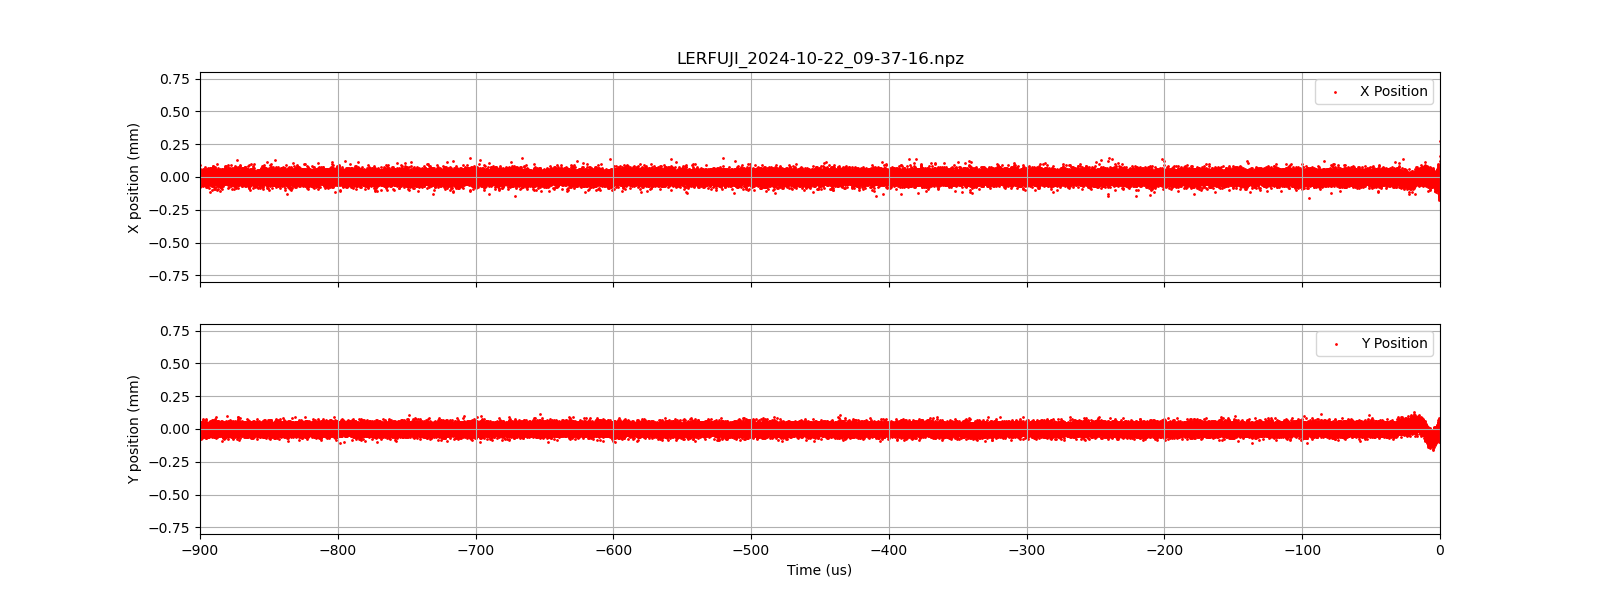 LERFUJI_2024-10-22_09-37-16.npz
X position (mm)
0.75
0.50
0.25
0.00
−0.25
−0.50
−0.75
X Position
Y position (mm)
0.75
0.50
0.25
0.00
−0.25
−0.50
−0.75
Y Position
−900 −800 −700 −600 −500 −400 −300 −200 −100 0
Time (us)